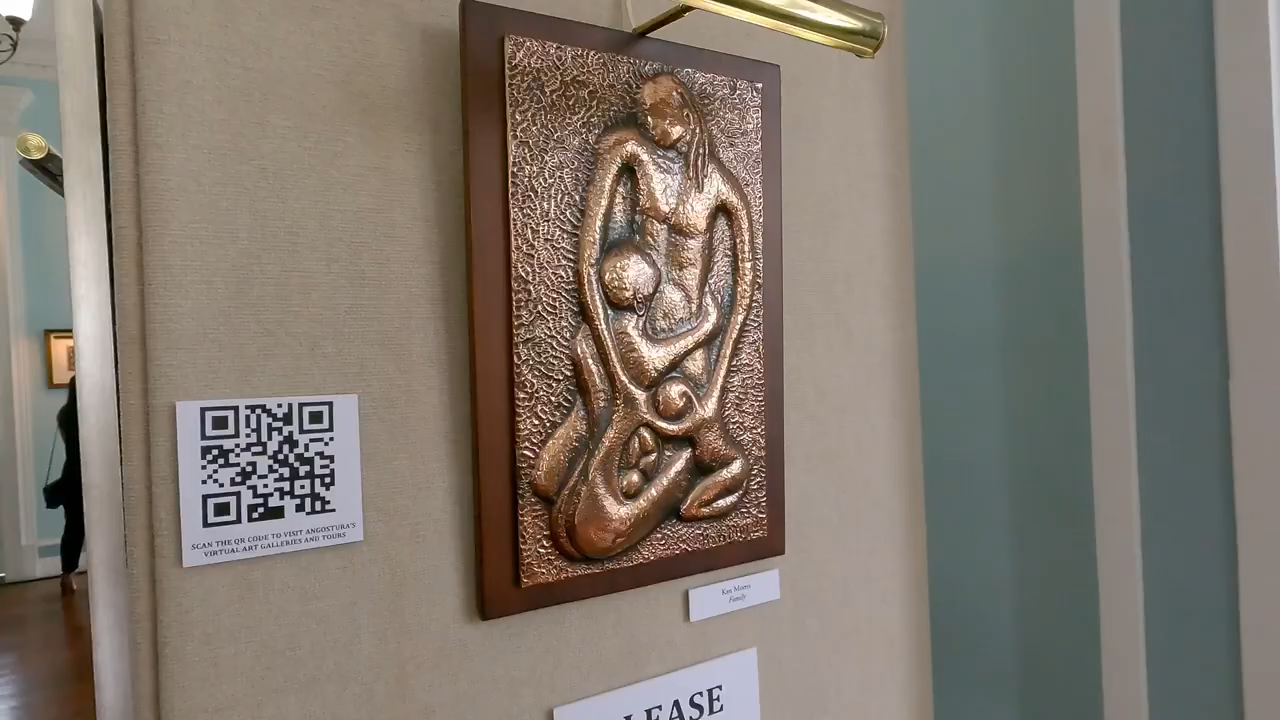 SCAN THE QR CODE TO VISIT ANGOSTURA'S
VIRTUAL ART GALLERIES AND TOURS
Ken Morris
Family
LEASE